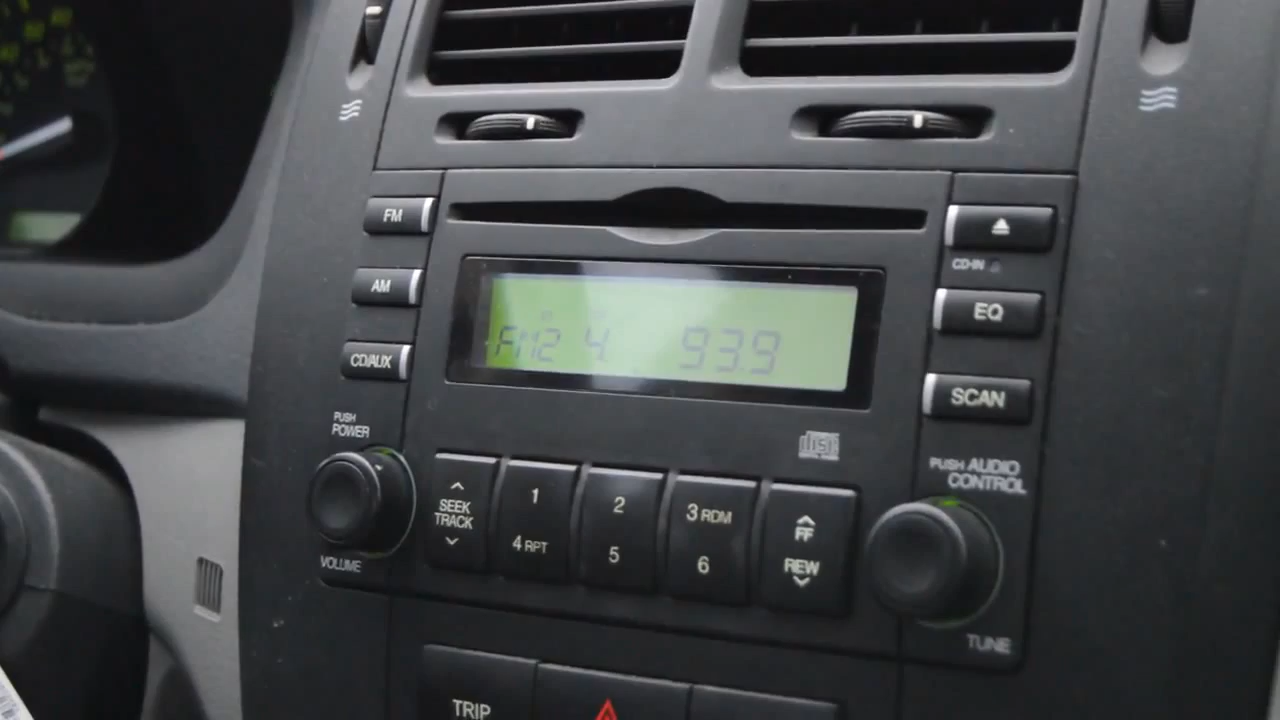 FM
AM
CD/AUX
FM2 4 93.9
CD-IN
EQ
SCAN
disc
PUSH
POWER
VOLUME
SEEK
TRACK
1
4 RPT
2
5
3 RDM
6
FF
REW
PUSH AUDIO
CONTROL
TUNE
TRIP